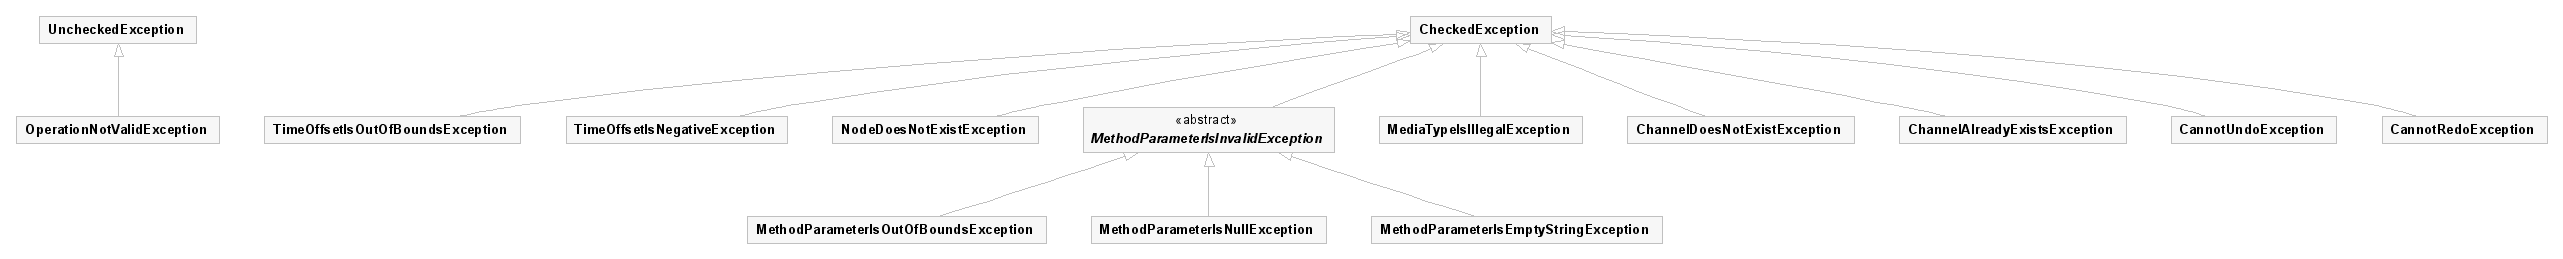 UncheckedException
CheckedException
OperationNotValidException
TimeOffsetIsOutOfBoundsException
TimeOffsetIsNegativeException
NodeDoesNotExistException
«abstract»
MethodParameterIsInvalidException
MediaTypeIsIllegalException
ChannelDoesNotExistException
ChannelAlreadyExistsException
CannotUndoException
CannotRedoException
MethodParameterIsOutOfBoundsException
MethodParameterIsNullException
MethodParameterIsEmptyStringException